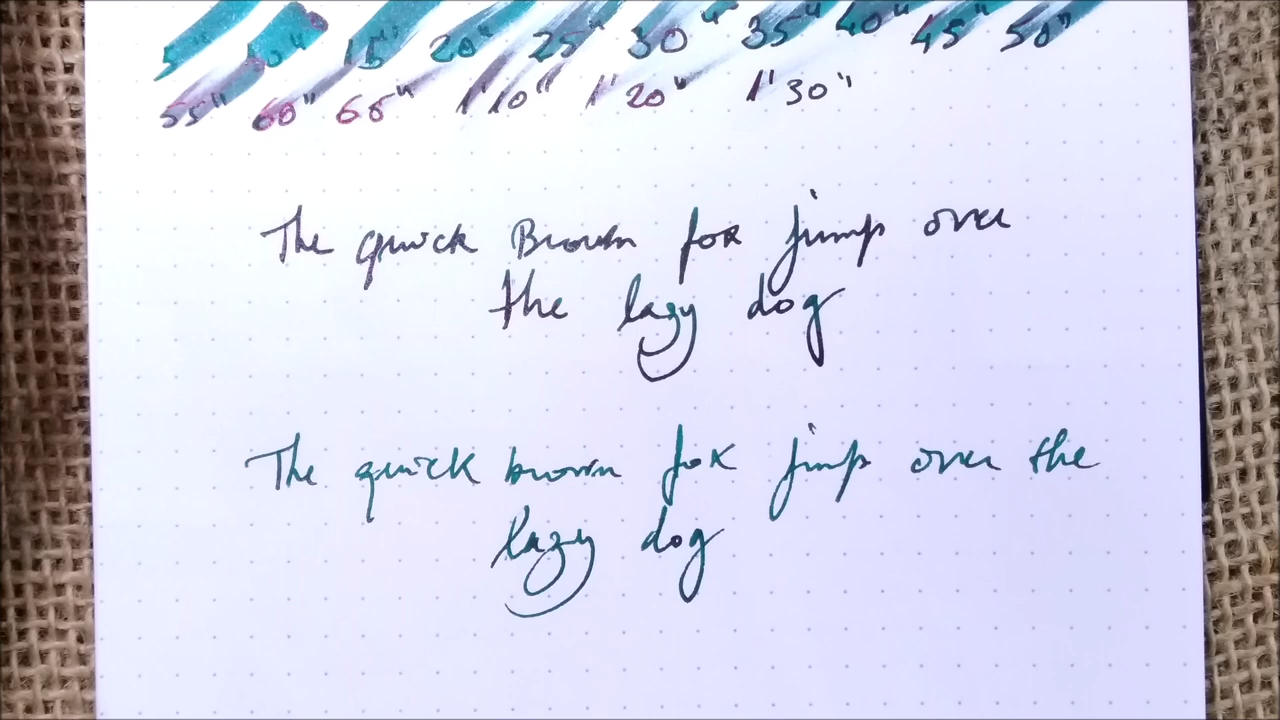 5" 10" 15" 20" 25" 30" 35" 40" 45" 50"
55" 60" 65" 1'10" 1'20" 1'30"
The quick Brown fox jump over
the lazy dog
The quick brown fox jump over the
lazy dog